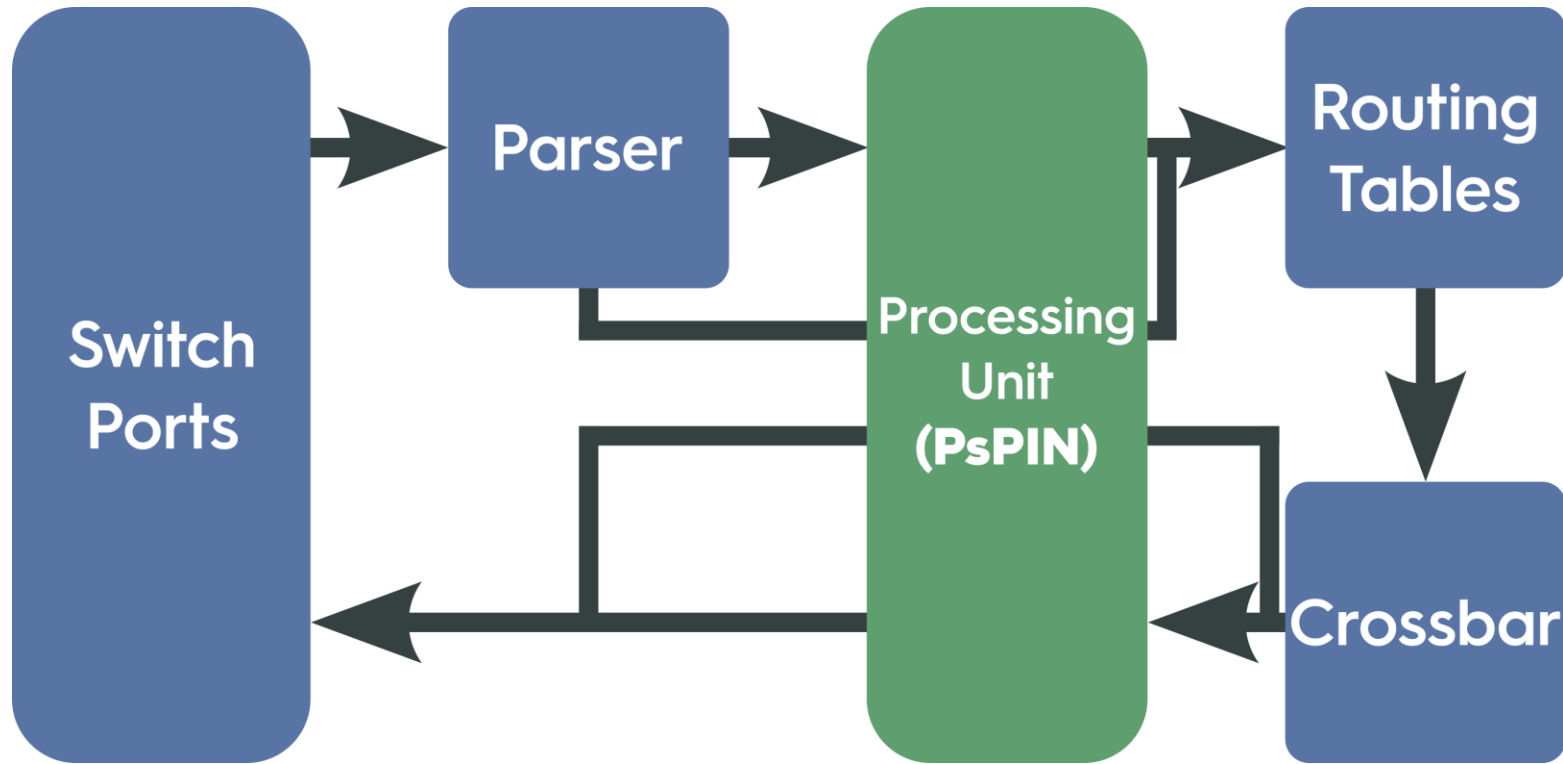 Switch
Ports
Parser
Processing
Unit
(PsPIN)
Routing
Tables
Crossbar